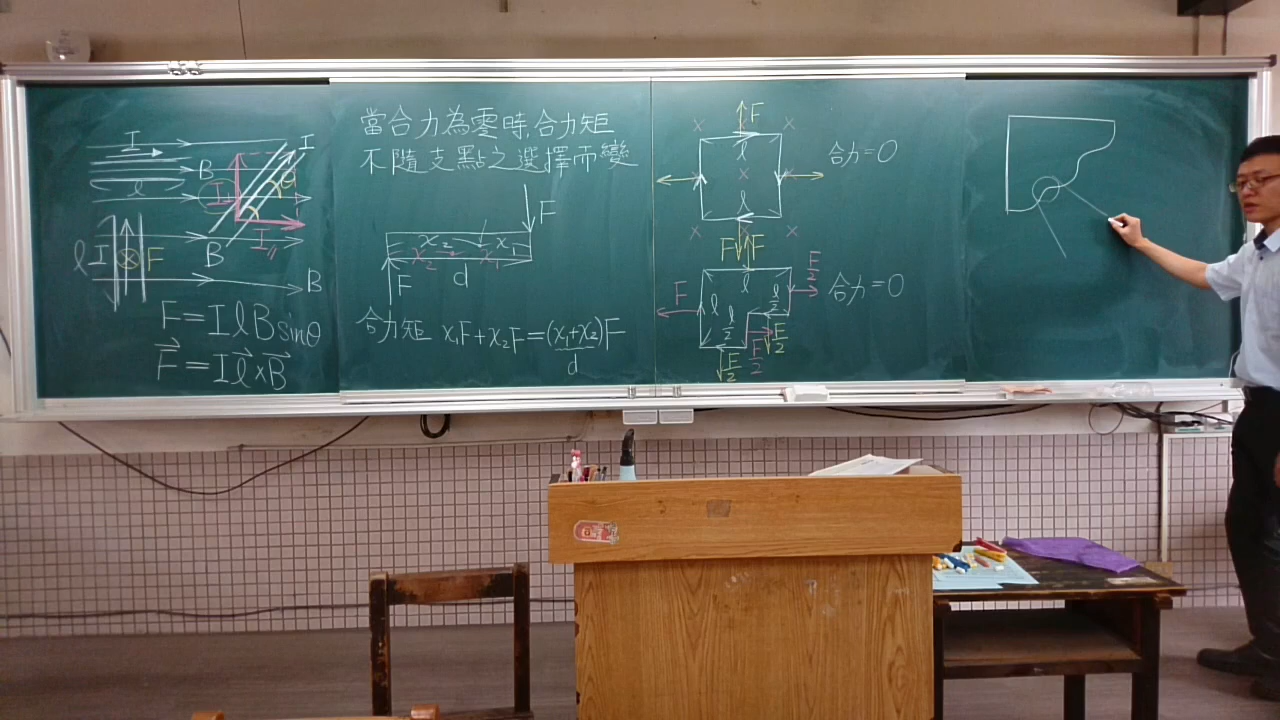 I
I
B
l
I⊥
θ
I∥
B
lI
F
B
F=IlBsinθ
F⃗=Il⃗×B⃗
當合力為零時,合力矩
不隨支點之選擇而變
F
x₂
x₁
x₂
x₁
F
d
合力矩 x₁F+x₂F=(x₁+x₂)F
d
F
l
合力=0
l
F
F
l
F/2
F
l
l/2
l/2
合力=0
F/2
F/2
F/2